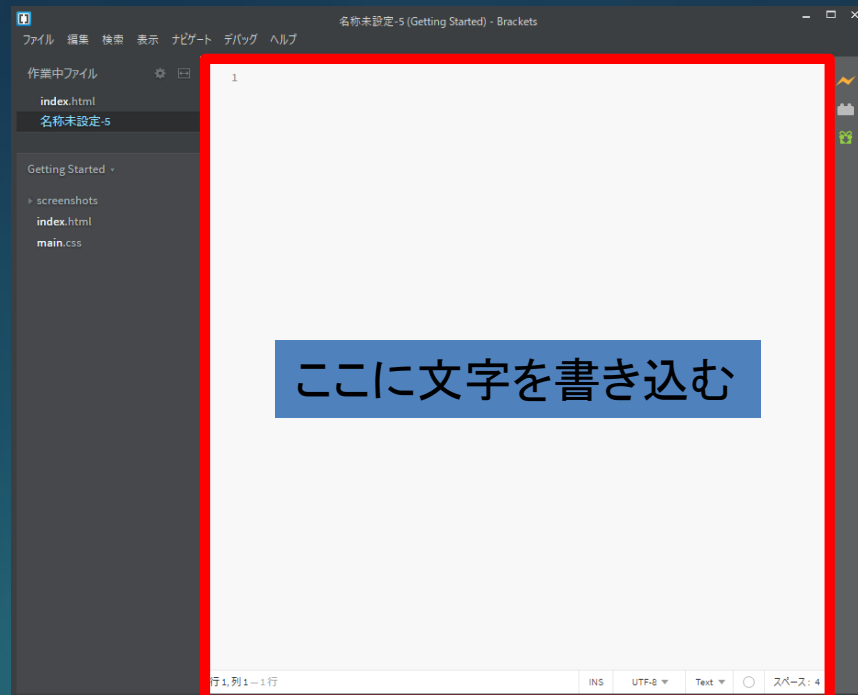 名称未設定-5 (Getting Started) - Brackets
ファイル 編集 検索 表示 ナビゲート デバッグ ヘルプ
作業中ファイル
index.html
名称未設定-5
Getting Started
screenshots
index.html
main.css
1
ここに文字を書き込む
行 1, 列 1 — 1 行 INS UTF-8 Text スペース: 4